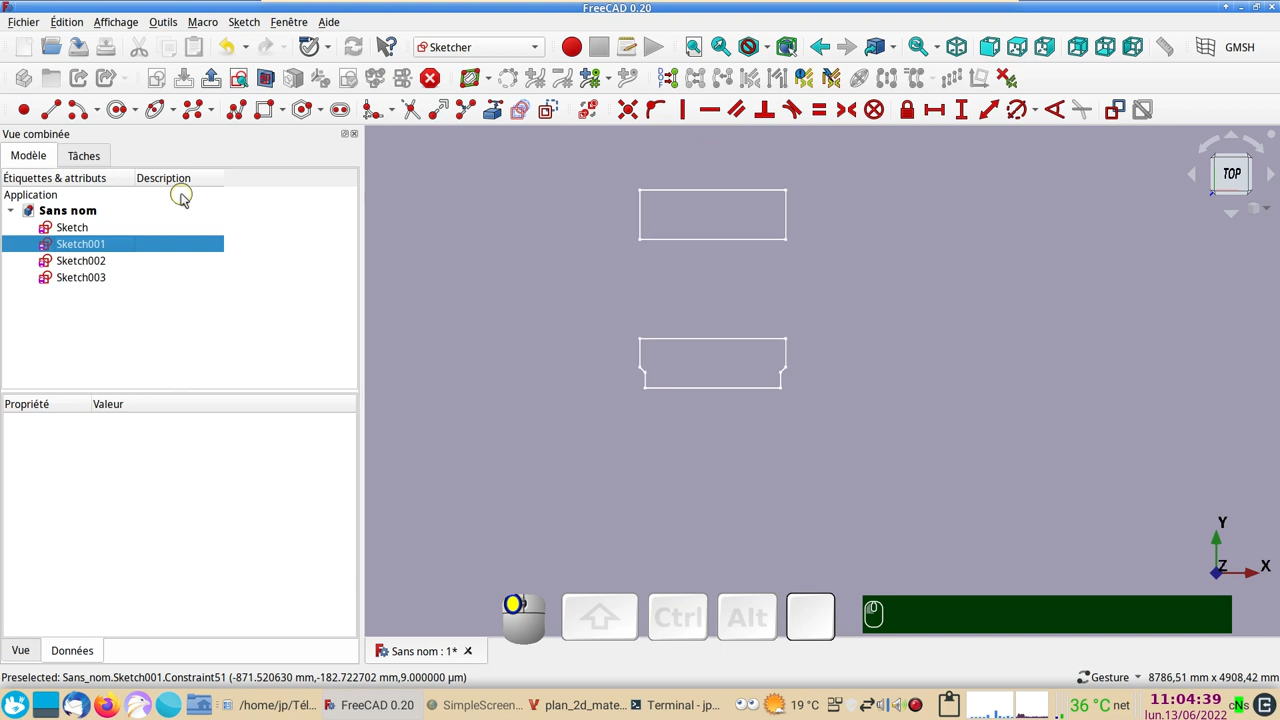 FreeCAD 0.20
Fichier Édition Affichage Outils Macro Sketch Fenêtre Aide
Sketcher
GMSH
Vue combinée
Modèle Tâches
Étiquettes & attributs Description
Application
Sans nom
Sketch
Sketch001
Sketch002
Sketch003
TOP
Propriété Valeur
Y
Z X
Ctrl Alt
Vue Données
Sans nom : 1*
Preselected: Sans_nom.Sketch001.Constraint51 (-871.520630 mm,-182.722702 mm,9.000000 µm)
Gesture 8786,51 mm x 4908,42 mm
/home/jp/Tél... FreeCAD 0.20 SimpleScreen... plan_2d_mate... Terminal - jp... 19 °C 36 °C net 11:04:39
lun.13/06/2022